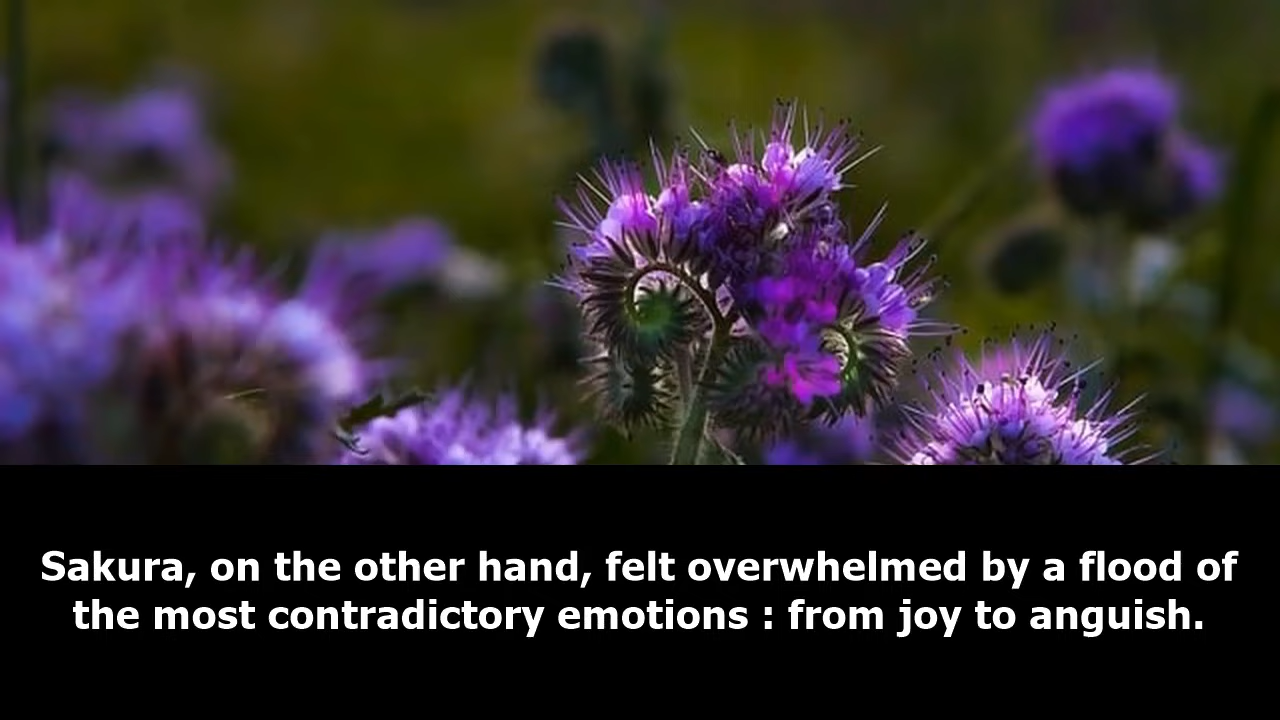 Sakura, on the other hand, felt overwhelmed by a flood of
the most contradictory emotions : from joy to anguish.